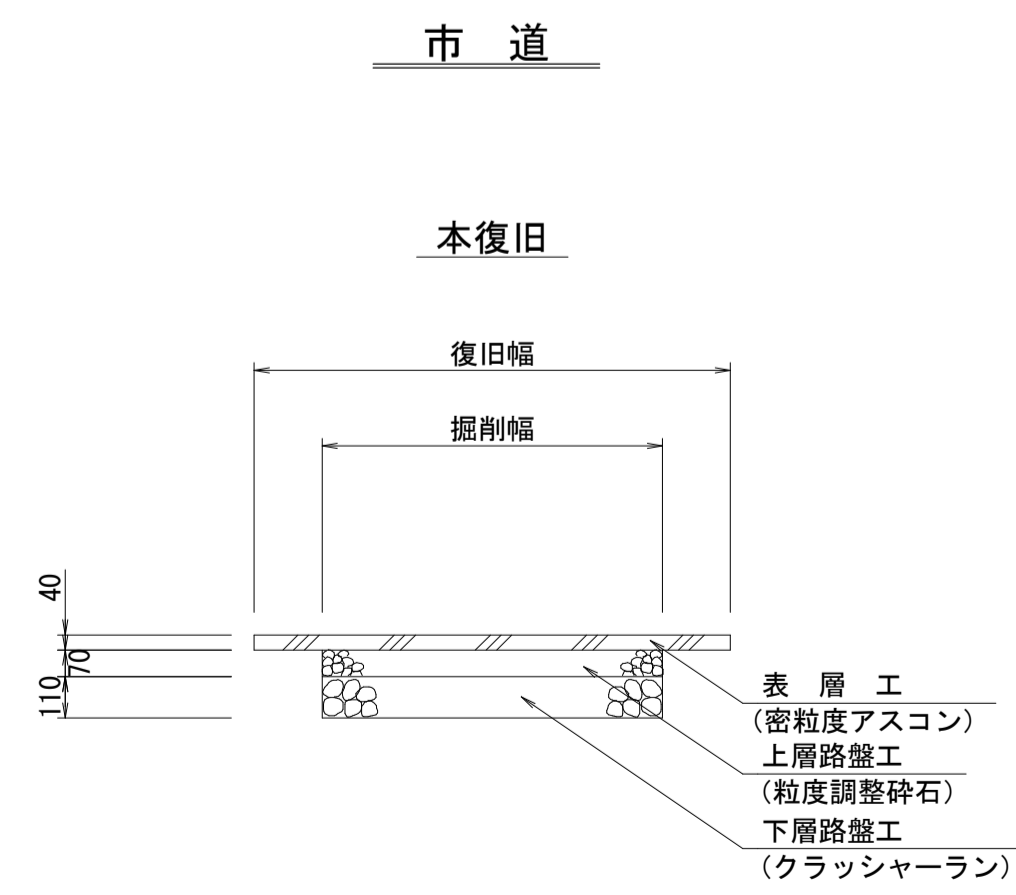 市　道
本復旧
復旧幅
掘削幅
40
70
110
表　層　工
(密粒度アスコン)
上層路盤工
(粒度調整砕石)
下層路盤工
(クラッシャーラン)